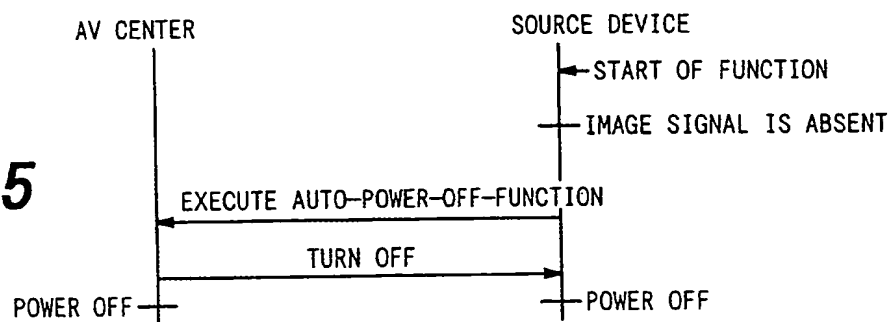 AV CENTER
SOURCE DEVICE
START OF FUNCTION
IMAGE SIGNAL IS ABSENT
5
EXECUTE AUTO-POWER-OFF-FUNCTION
TURN OFF
POWER OFF
POWER OFF